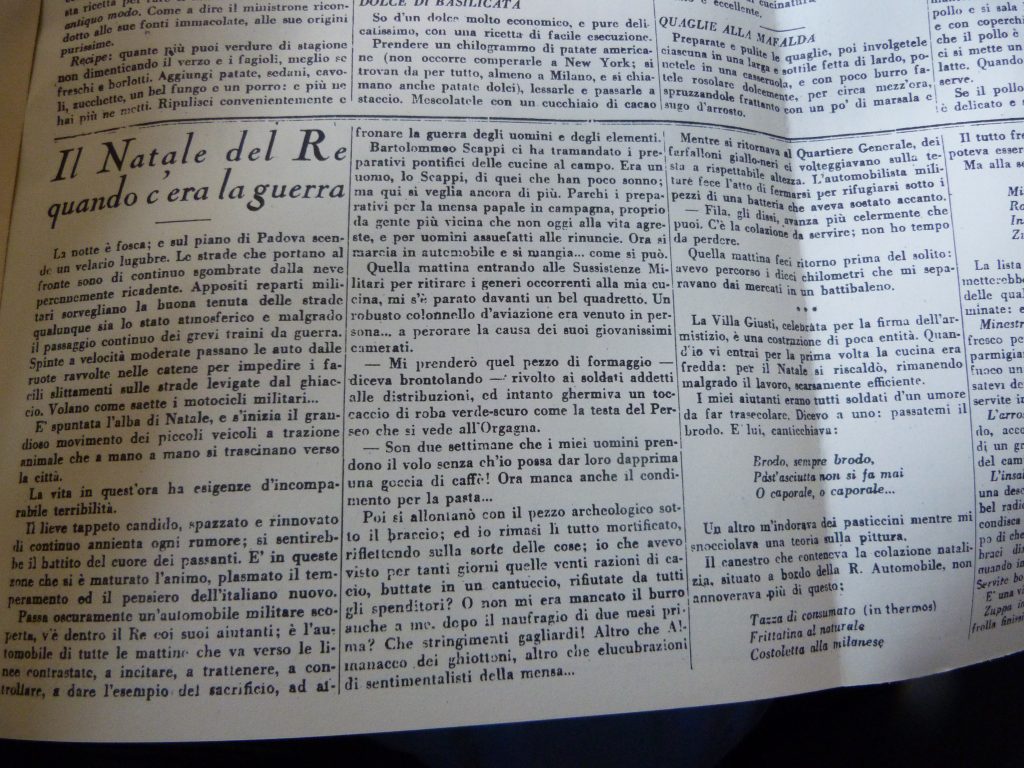 sta ricetta per
antiquo modo. Come a dire il minestrone ricon-
dotto alle sue fonti immacolate, alle sue origini
purissime.
Recipe: quante più puoi verdure di stagione
non dimenticando il verzo e i fagioli, meglio se
freschi e borlotti. Aggiungi patate, sedani, cavo-
li, zucchette, un bel fungo e un porro: e più ne
hai più ne metti. Ripulisci convenientemente e
DOLCE DI BASILICATA
So d'un dolce molto economico, e pure deli-
catissimo, con una ricetta di facile esecuzione.
Prendere un chilogrammo di patate america-
ne (non occorre comperarle a New York; si
trovan da per tutto, almeno a Milano, e si chia-
mano anche patate dolci), lessarle e passarle a
staccio. Mescolatele con un cucchiaio di cacao
e eccellente.
QUAGLIE ALLA MAFALDA
Preparate e pulite le quaglie, poi involgetele
ciascuna in una larga e sottile fetta di lardo, po-
netele in una casseruola, e con poco burro fa-
tele rosolare dolcemente, per circa mezz'ora,
spruzzandole frattanto con un po' di marsala e
sugo d'arrosto.
pollo e si sala
e con coperchi
che il pollo è
ci si mette un
latte. Quando
serve.
Se il pollo
è delicato e
Il Natale del Re
quando c'era la guerra
La notte è fosca; e sul piano di Padova scen-
de un velario lugubre. Le strade che portano al
fronte sono di continuo sgombrate dalla neve
perennemente ricadente. Appositi reparti mili-
tari sorvegliano la buona tenuta delle strade
qualunque sia lo stato atmosferico e malgrado
il passaggio continuo dei grevi traini da guerra.
Spinte a velocità moderate passano le auto dalle
ruote ravvolte nelle catene per impedire i fa-
cili slittamenti sulle strade levigate dal ghiac-
cio. Volano come saette i motocicli militari...
E' spuntata l'alba di Natale, e s'inizia il gran-
dioso movimento dei piccoli veicoli a trazione
animale che a mano a mano si trascinano verso
la città.
La vita in quest'ora ha esigenze d'incompa-
rabile terribilità.
Il lieve tappeto candido, spazzato e rinnovato
di continuo annienta ogni rumore; si sentireb-
be il battito del cuore dei passanti. E' in queste
zone che si è maturato l'animo, plasmato il tem-
peramento ed il pensiero dell'italiano nuovo.
Passa oscuramente un'automobile militare sco-
perta, v'è dentro il Re coi suoi aiutanti; è l'au-
tomobile di tutte le mattine che va verso le li-
nee contrastate, a incitare, a trattenere, a con-
trollare, a dare l'esempio del sacrificio, ad af-
fronare la guerra degli uomini e degli elementi.
Bartolommeo Scappi ci ha tramandato i pre-
parativi pontifici delle cucine al campo. Era un
uomo, lo Scappi, di quei che han poco sonno;
ma qui si veglia ancora di più. Parchi i prepa-
rativi per la mensa papale in campagna, proprio
da gente più vicina che non oggi alla vita agre-
ste, e per uomini assuefatti alle rinuncie. Ora si
marcia in automobile e si mangia... come si può.
Quella mattina entrando alle Sussistenze Mi-
litari per ritirare i generi occorrenti alla mia cu-
cina, mi s'è parato davanti un bel quadretto. Un
robusto colonnello d'aviazione era venuto in per-
sona... a perorare la causa dei suoi giovanissimi
camerati.
— Mi prenderò quel pezzo di formaggio —
diceva brontolando — rivolto ai soldati addetti
alle distribuzioni, ed intanto ghermiva un toc-
caccio di roba verde-scuro come la testa del Per-
seo che si vede all'Orgagna.
— Son due settimane che i miei uomini pren-
dono il volo senza ch'io possa dar loro dapprima
una goccia di caffè! Ora manca anche il condi-
mento per la pasta...
Poi si allontanò con il pezzo archeologico sot-
to il braccio; ed io rimasi lì tutto mortificato,
riflettendo sulla sorte delle cose; io che avevo
visto per tanti giorni quelle venti razioni di ca-
cio, buttate in un cantuccio, rifiutate da tutti
gli spenditori? O non mi era mancato il burro
anche a me, dopo il naufragio di due mesi pri-
ma? Che stringimenti gagliardi! Altro che Al-
manacco dei ghiottoni, altro che elucubrazioni
di sentimentalisti della mensa...
Mentre si ritornava al Quartiere Generale, dei
farfalloni giallo-neri ci volteggiavano sulla te-
sta a rispettabile altezza. L'automobilista mili-
tare fece l'atto di fermarsi per rifugiarsi sotto i
pezzi di una batteria che aveva sostato accanto.
— Fila, gli dissi, avanza più celermente che
puoi. C'è la colazione da servire; non ho tempo
da perdere.
Quella mattina feci ritorno prima del solito:
avevo percorso i dieci chilometri che mi sepa-
ravano dai mercati in un battibaleno.
* *
La Villa Giusti, celebrata per la firma dell'ar-
mistizio, è una costruzione di poca entità. Quan-
d'io vi entrai per la prima volta la cucina era
fredda: per il Natale si riscaldò, rimanendo
malgrado il lavoro, scarsamente efficiente.
I miei aiutanti erano tutti soldati d'un umore
da far trasecolare. Dicevo a uno: passatemi il
brodo. E lui, canticchiava:
Brodo, sempre brodo,
Past'asciutta non si fa mai
O caporale, o caporale...
Un altro m'indorava dei pasticcini mentre mi
snocciolava una teoria sulla pittura.
Il canestro che conteneva la colazione natali-
zia, situato a bordo della R. Automobile, non
annoverava più di questo:
Tazza di consumato (in thermos)
Frittatina al naturale
Costoletta alla milanese
Il tutto fre
poteva esser
Ma alla s
La lista
metterebb
delle qual
minate: e
Minestr
fresco pe
parmigian
fuoco un
satevi de
servite.
L'arro
do, acce
di un gr
del cam
L'insal
una des
bel radic
condisca
po di che
braci di
quando in
Servite bo
E' una vi
Zuppa i